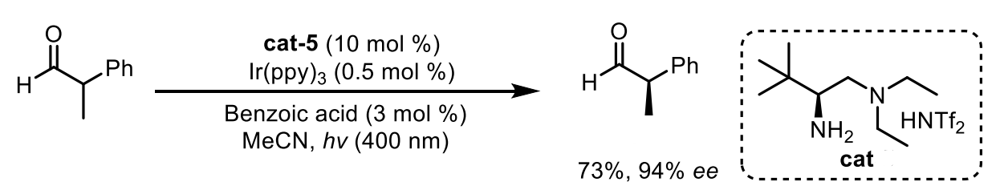 O
H
Ph
cat-5 (10 mol %)
Ir(ppy)₃ (0.5 mol %)
Benzoic acid (3 mol %)
MeCN, hv (400 nm)
O
H
Ph
73%, 94% ee
N
NH₂
HNTf₂
cat